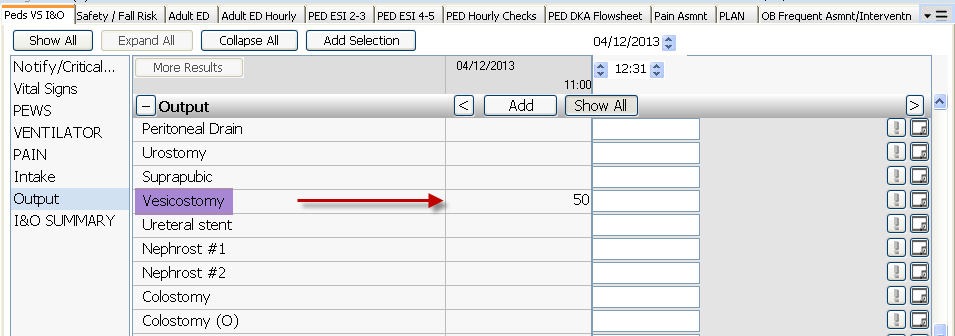 Peds VS I&O Safety / Fall Risk Adult ED Adult ED Hourly PED ESI 2-3 PED ESI 4-5 PED Hourly Checks PED DKA Flowsheet Pain Asmnt PLAN OB Frequent Asmnt/Interventn
Show All Expand All Collapse All Add Selection 04/12/2013
Notify/Critical...
Vital Signs
PEWS
VENTILATOR
PAIN
Intake
Output
I&O SUMMARY
More Results 04/12/2013 12:31
11:00
− Output < Add Show All >
Peritoneal Drain
Urostomy
Suprapubic
Vesicostomy 50
Ureteral stent
Nephrost #1
Nephrost #2
Colostomy
Colostomy (O)